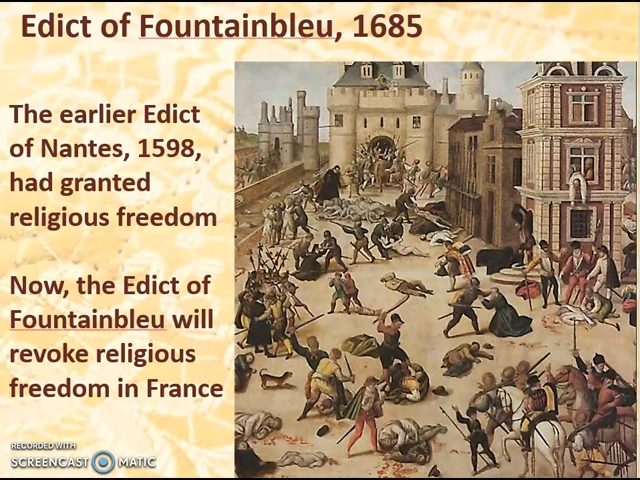 Edict of Fountainbleu, 1685
The earlier Edict
of Nantes, 1598,
had granted
religious freedom
Now, the Edict of
Fountainbleu will
revoke religious
freedom in France
RECORDED WITH
SCREENCAST MATIC